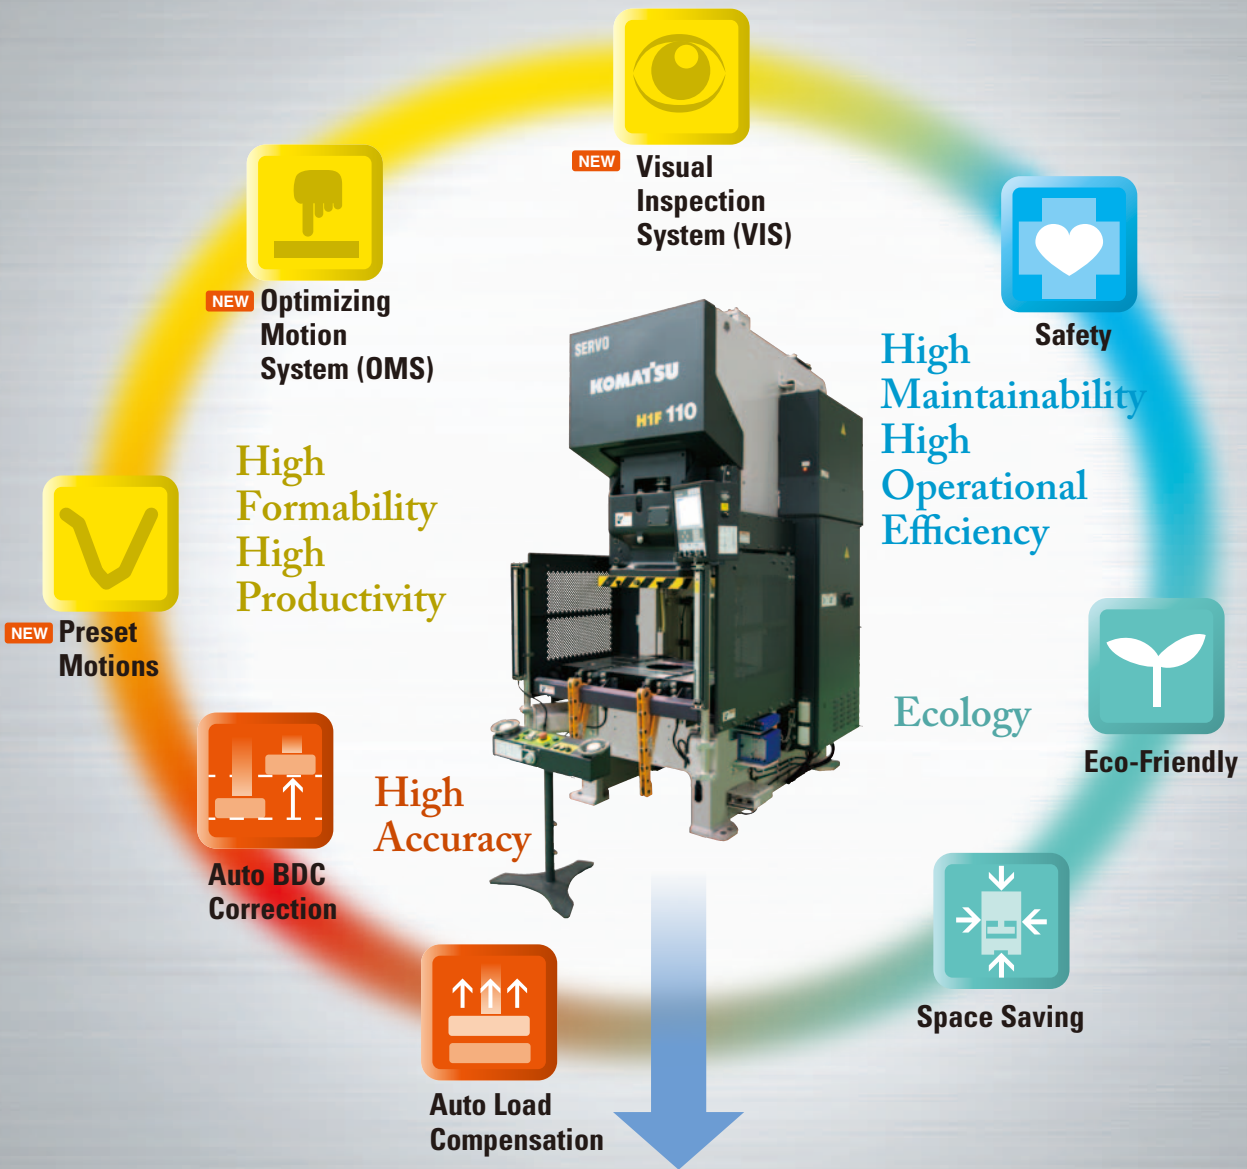 NEW Visual
Inspection
System (VIS)
NEW Optimizing
Motion
System (OMS)
Safety
SERVO
KOMATSU
H1F 110
High
Maintainability
High
Operational
Efficiency
High
Formability
High
Productivity
NEW Preset
Motions
Ecology
Eco-Friendly
High
Accuracy
Auto BDC
Correction
Space Saving
Auto Load
Compensation